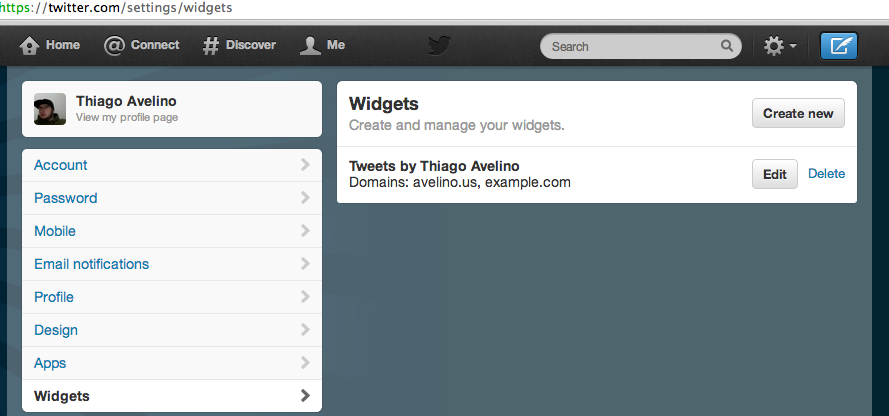 https://twitter.com/settings/widgets
Home Connect Discover Me Search
Thiago Avelino
View my profile page
Account
Password
Mobile
Email notifications
Profile
Design
Apps
Widgets
Widgets
Create and manage your widgets.
Create new
Tweets by Thiago Avelino
Domains: avelino.us, example.com
Edit Delete